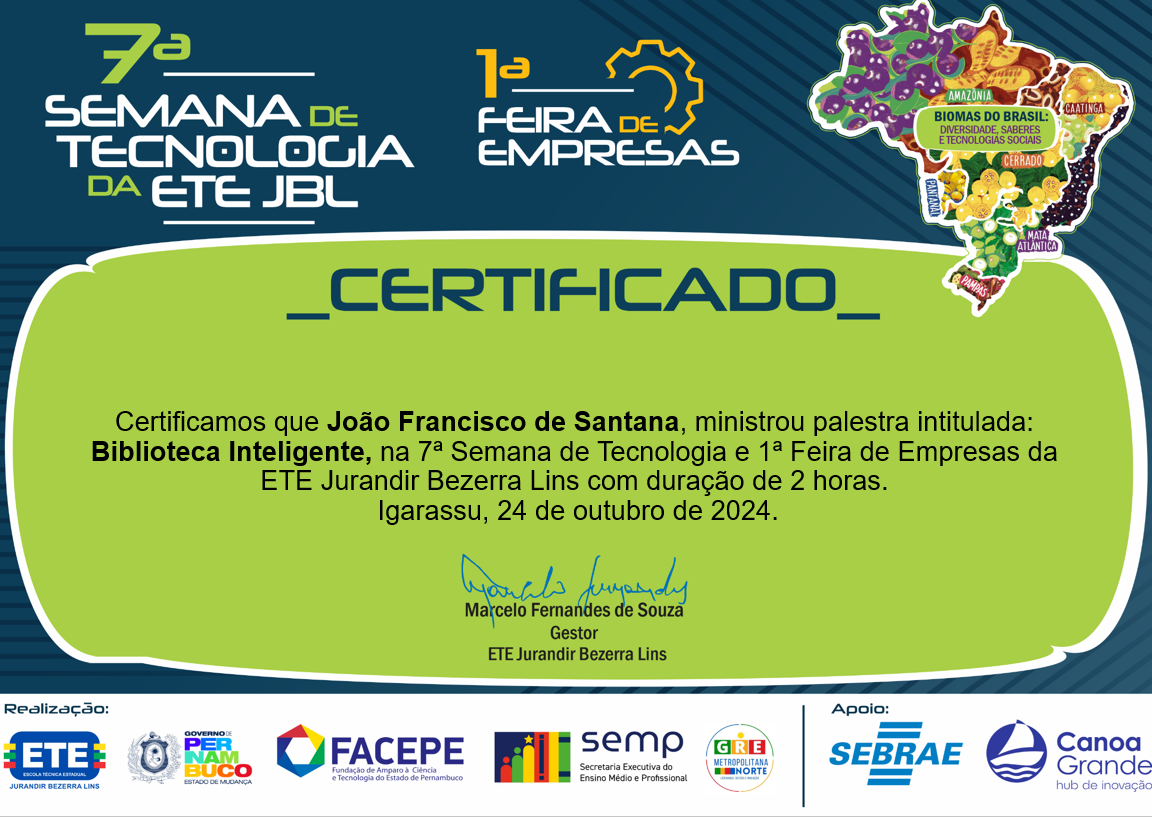 7ª
SEMANA DE
TECNOLOGIA
DA ETE JBL
1ª
FEIRA DE
EMPRESAS
AMAZÔNIA
CAATINGA
BIOMAS DO BRASIL:
DIVERSIDADE, SABERES
E TECNOLOGIAS SOCIAIS
CERRADO
PANTANAL
MATA
ATLÂNTICA
PAMPAS
_CERTIFICADO_
Certificamos que João Francisco de Santana, ministrou palestra intitulada:
Biblioteca Inteligente, na 7ª Semana de Tecnologia e 1ª Feira de Empresas da
ETE Jurandir Bezerra Lins com duração de 2 horas.
Igarassu, 24 de outubro de 2024.
Marcelo Fernandes de Souza
Gestor
ETE Jurandir Bezerra Lins
Realização:
ETE
ESCOLA TÉCNICA ESTADUAL
JURANDIR BEZERRA LINS
GOVERNO DE
PER
NAM
BUCO
ESTADO DE MUDANÇA
FACEPE
Fundação de Amparo à Ciência
e Tecnologia do Estado de Pernambuco
semp
Secretaria Executiva do
Ensino Médio e Profissional
GRE
METROPOLITANA
NORTE
Apoio:
SEBRAE
Canoa
Grande
hub de inovação